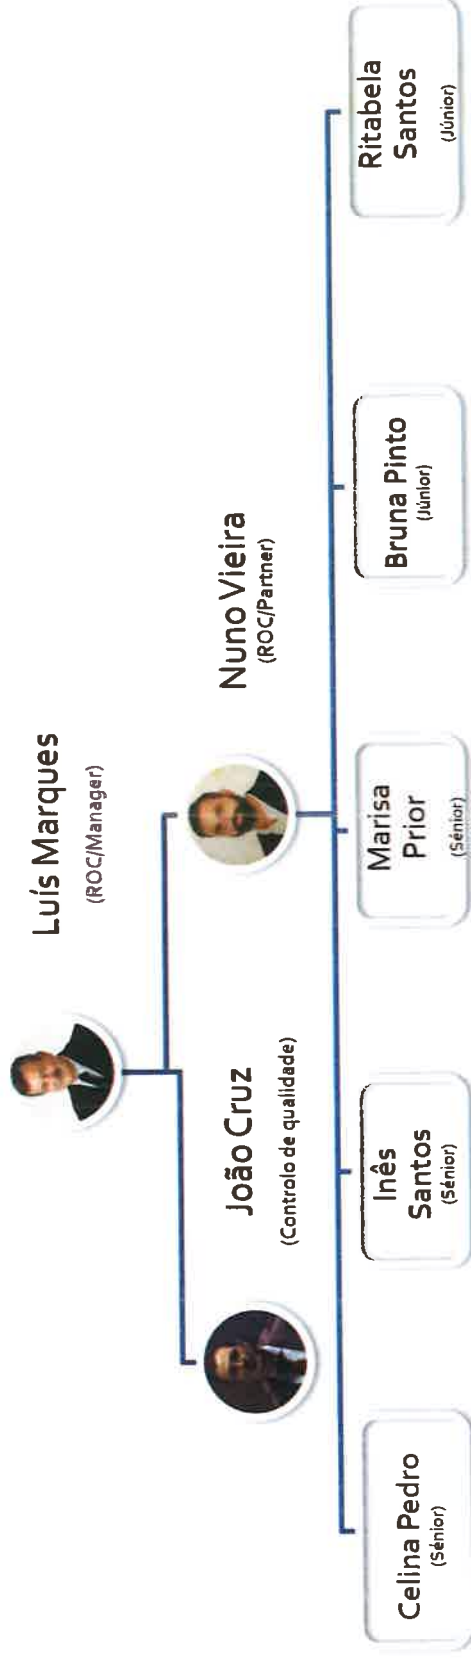 Luís Marques
(ROC/Manager)
João Cruz
(Controlo de qualidade)
Nuno Vieira
(ROC/Partner)
Celina Pedro
(Sénior)
Inês
Santos
(Sénior)
Marisa
Prior
(Sénior)
Bruna Pinto
(Júnior)
Ritabela
Santos
(Júnior)